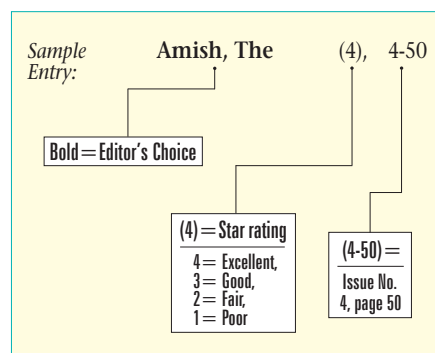 Sample Amish, The (4), 4-50
Entry:
Bold = Editor's Choice
(4) = Star rating
4 = Excellent,
3 = Good,
2 = Fair,
1 = Poor
(4-50) =
Issue No.
4, page 50